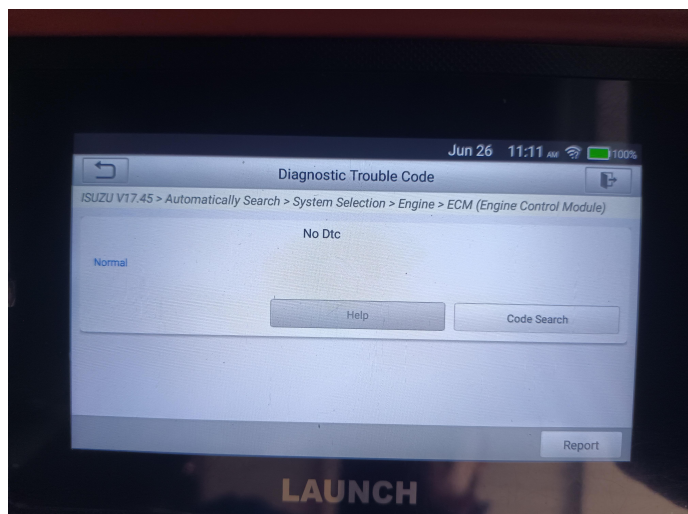 Jun 26 11:11 AM 100%
Diagnostic Trouble Code
ISUZU V17.45 > Automatically Search > System Selection > Engine > ECM (Engine Control Module)
No Dtc
Normal
Help
Code Search
Report
LAUNCH